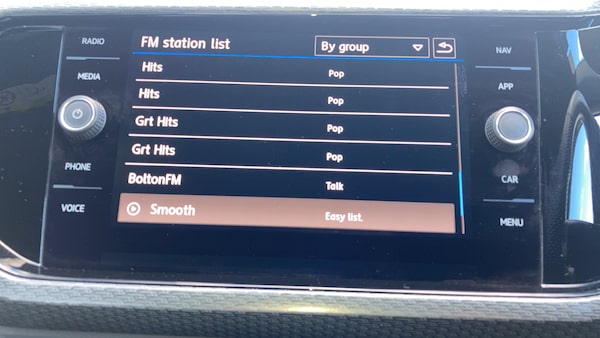 RADIO
FM station list
By group
NAV
MEDIA
Hits Pop
APP
Hits Pop
Grt Hits Pop
Grt Hits Pop
PHONE
BoltonFM Talk
CAR
VOICE
Smooth Easy list.
MENU